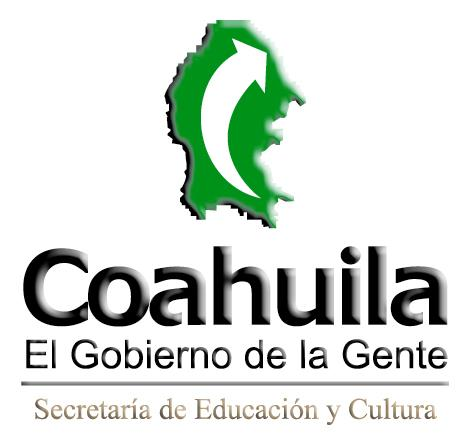 Coahuila
El Gobierno de la Gente
Secretaría de Educación y Cultura